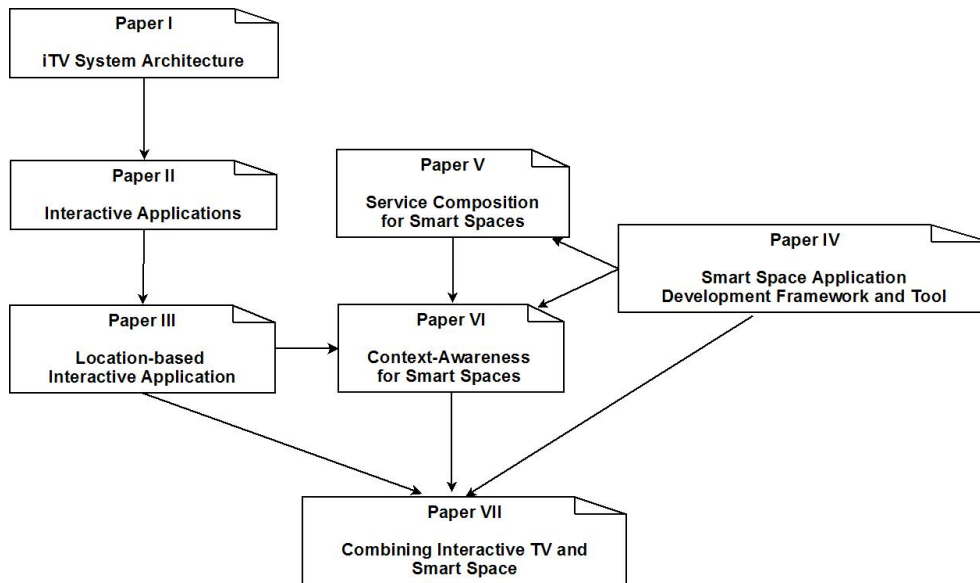 Paper I
iTV System Architecture
Paper II
Interactive Applications
Paper V
Service Composition
for Smart Spaces
Paper IV
Smart Space Application
Development Framework and Tool
Paper III
Location-based
Interactive Application
Paper VI
Context-Awareness
for Smart Spaces
Paper VII
Combining Interactive TV and
Smart Space